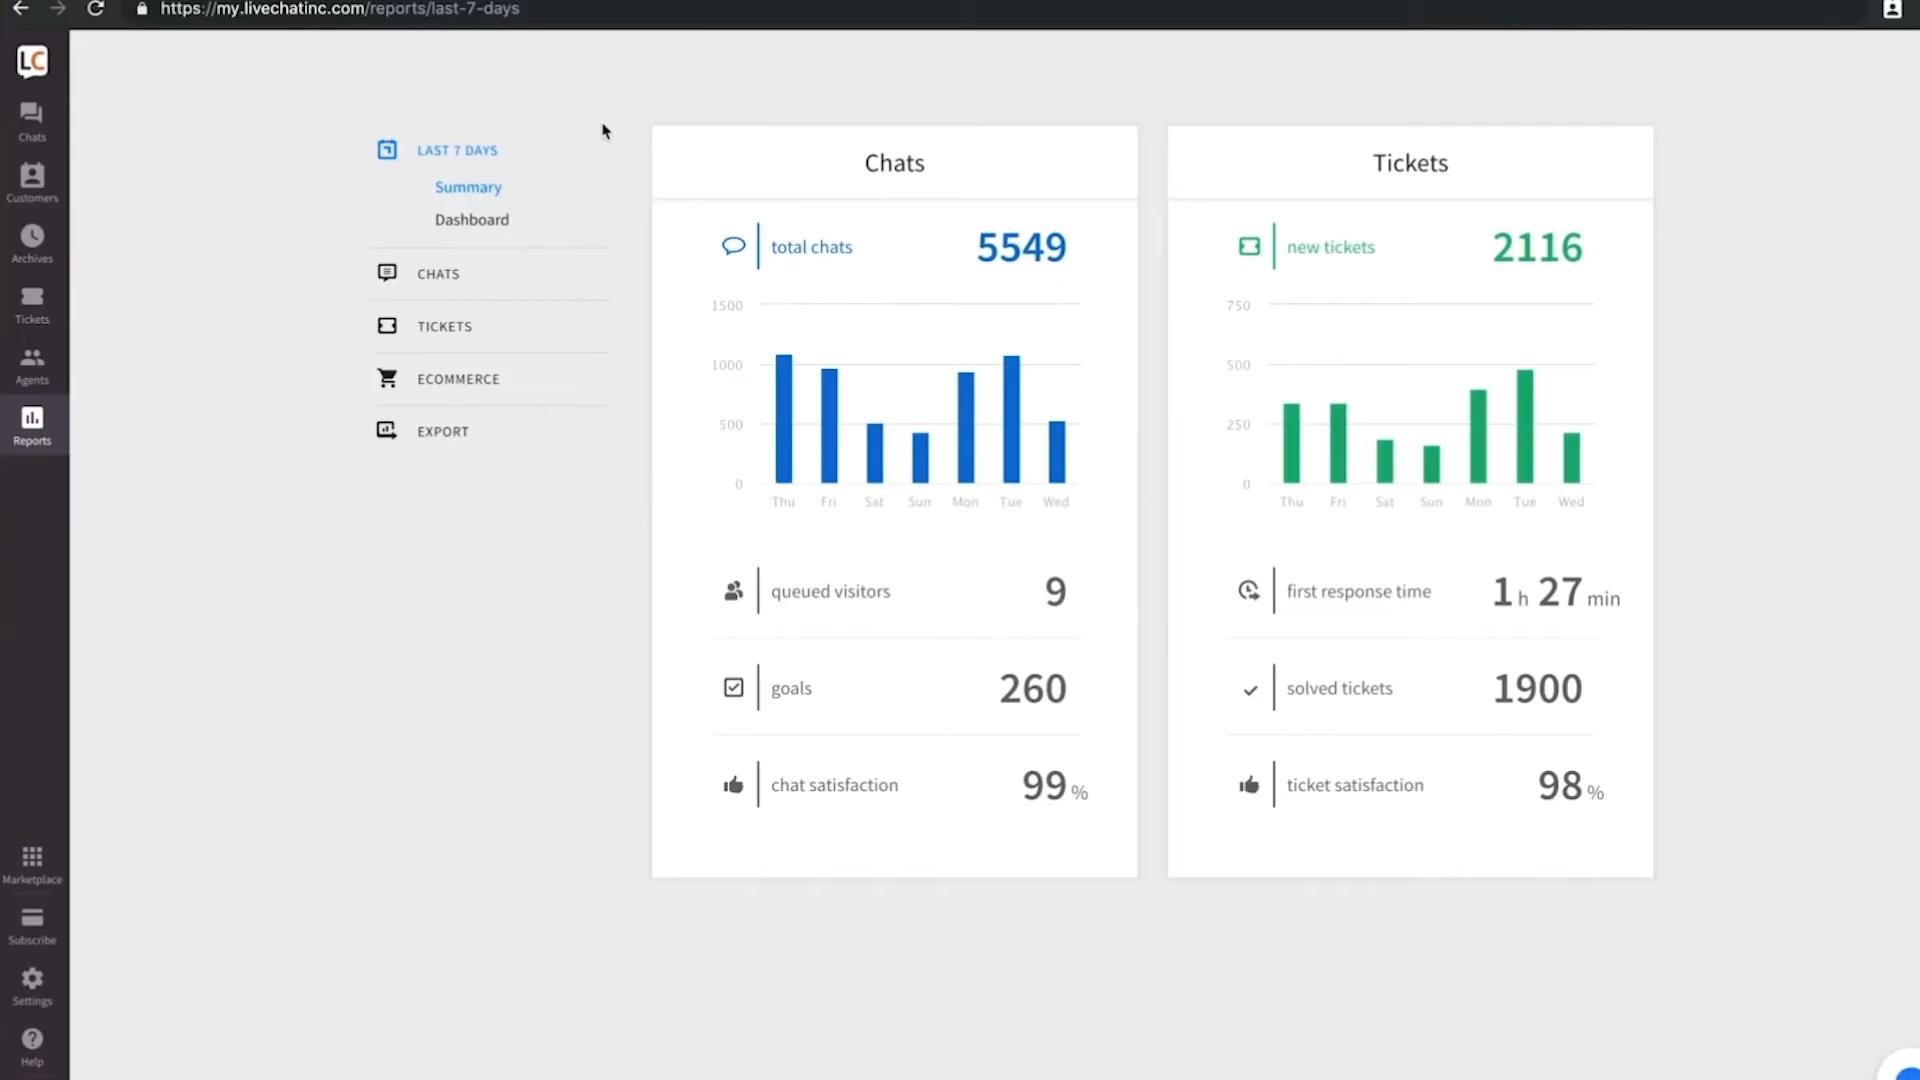 https://my.livechatinc.com/reports/last-7-days
LC
Chats
Customers
Archives
Tickets
Agents
Reports
Marketplace
Subscribe
Settings
Help
LAST 7 DAYS
Summary
Dashboard
CHATS
TICKETS
ECOMMERCE
EXPORT
Chats
total chats 5549
1500
1000
500
0
Thu Fri Sat Sun Mon Tue Wed
queued visitors 9
goals 260
chat satisfaction 99 %
Tickets
new tickets 2116
750
500
250
0
Thu Fri Sat Sun Mon Tue Wed
first response time 1 h 27 min
solved tickets 1900
ticket satisfaction 98 %